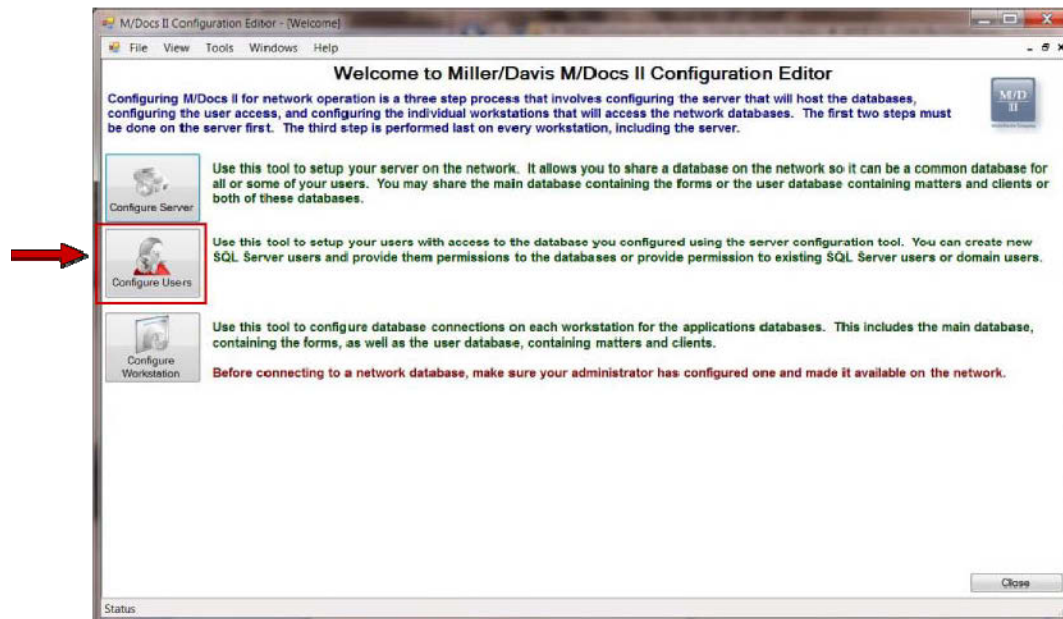 M/Docs II Configuration Editor - [Welcome]
File View Tools Windows Help
Welcome to Miller/Davis M/Docs II Configuration Editor
Configuring M/Docs II for network operation is a three step process that involves configuring the server that will host the databases,
configuring the user access, and configuring the individual workstations that will access the network databases. The first two steps must
be done on the server first. The third step is performed last on every workstation, including the server.
M/D
II
Configure Server
Use this tool to setup your server on the network. It allows you to share a database on the network so it can be a common database for
all or some of your users. You may share the main database containing the forms or the user database containing matters and clients or
both of these databases.
Configure Users
Use this tool to setup your users with access to the database you configured using the server configuration tool. You can create new
SQL Server users and provide them permissions to the databases or provide permission to existing SQL Server users or domain users.
Configure
Workstation
Use this tool to configure database connections on each workstation for the applications databases. This includes the main database,
containing the forms, as well as the user database, containing matters and clients.
Before connecting to a network database, make sure your administrator has configured one and made it available on the network.
Close
Status